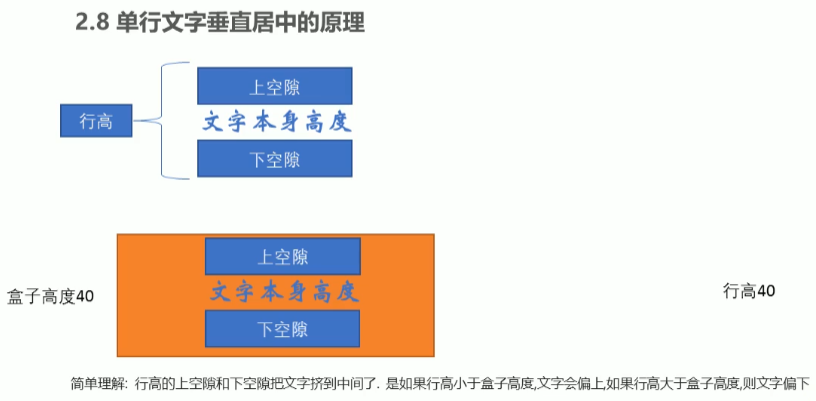 2.8 单行文字垂直居中的原理
上空隙
行高
文字本身高度
下空隙
上空隙
盒子高度40
文字本身高度
行高40
下空隙
简单理解: 行高的上空隙和下空隙把文字挤到中间了. 是如果行高小于盒子高度,文字会偏上,如果行高大于盒子高度,则文字偏下